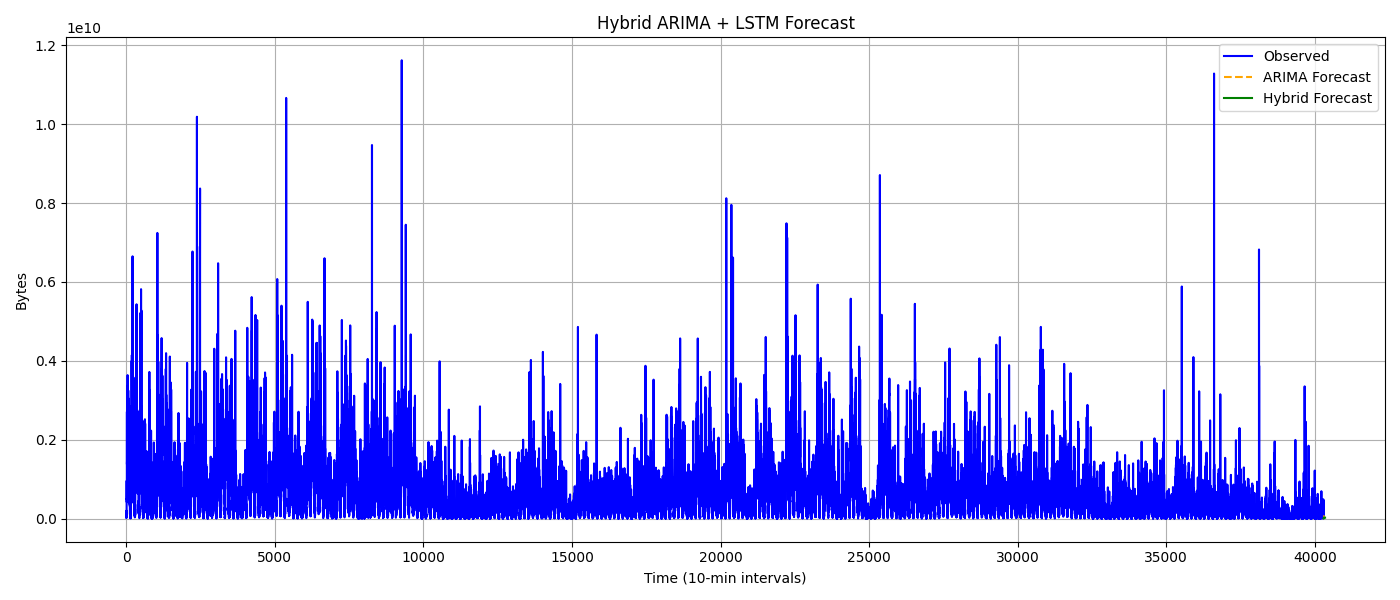 Hybrid ARIMA + LSTM Forecast
1e10
1.2
1.0
0.8
0.6
0.4
0.2
0.0
Bytes
Observed
ARIMA Forecast
Hybrid Forecast
0 5000 10000 15000 20000 25000 30000 35000 40000
Time (10-min intervals)